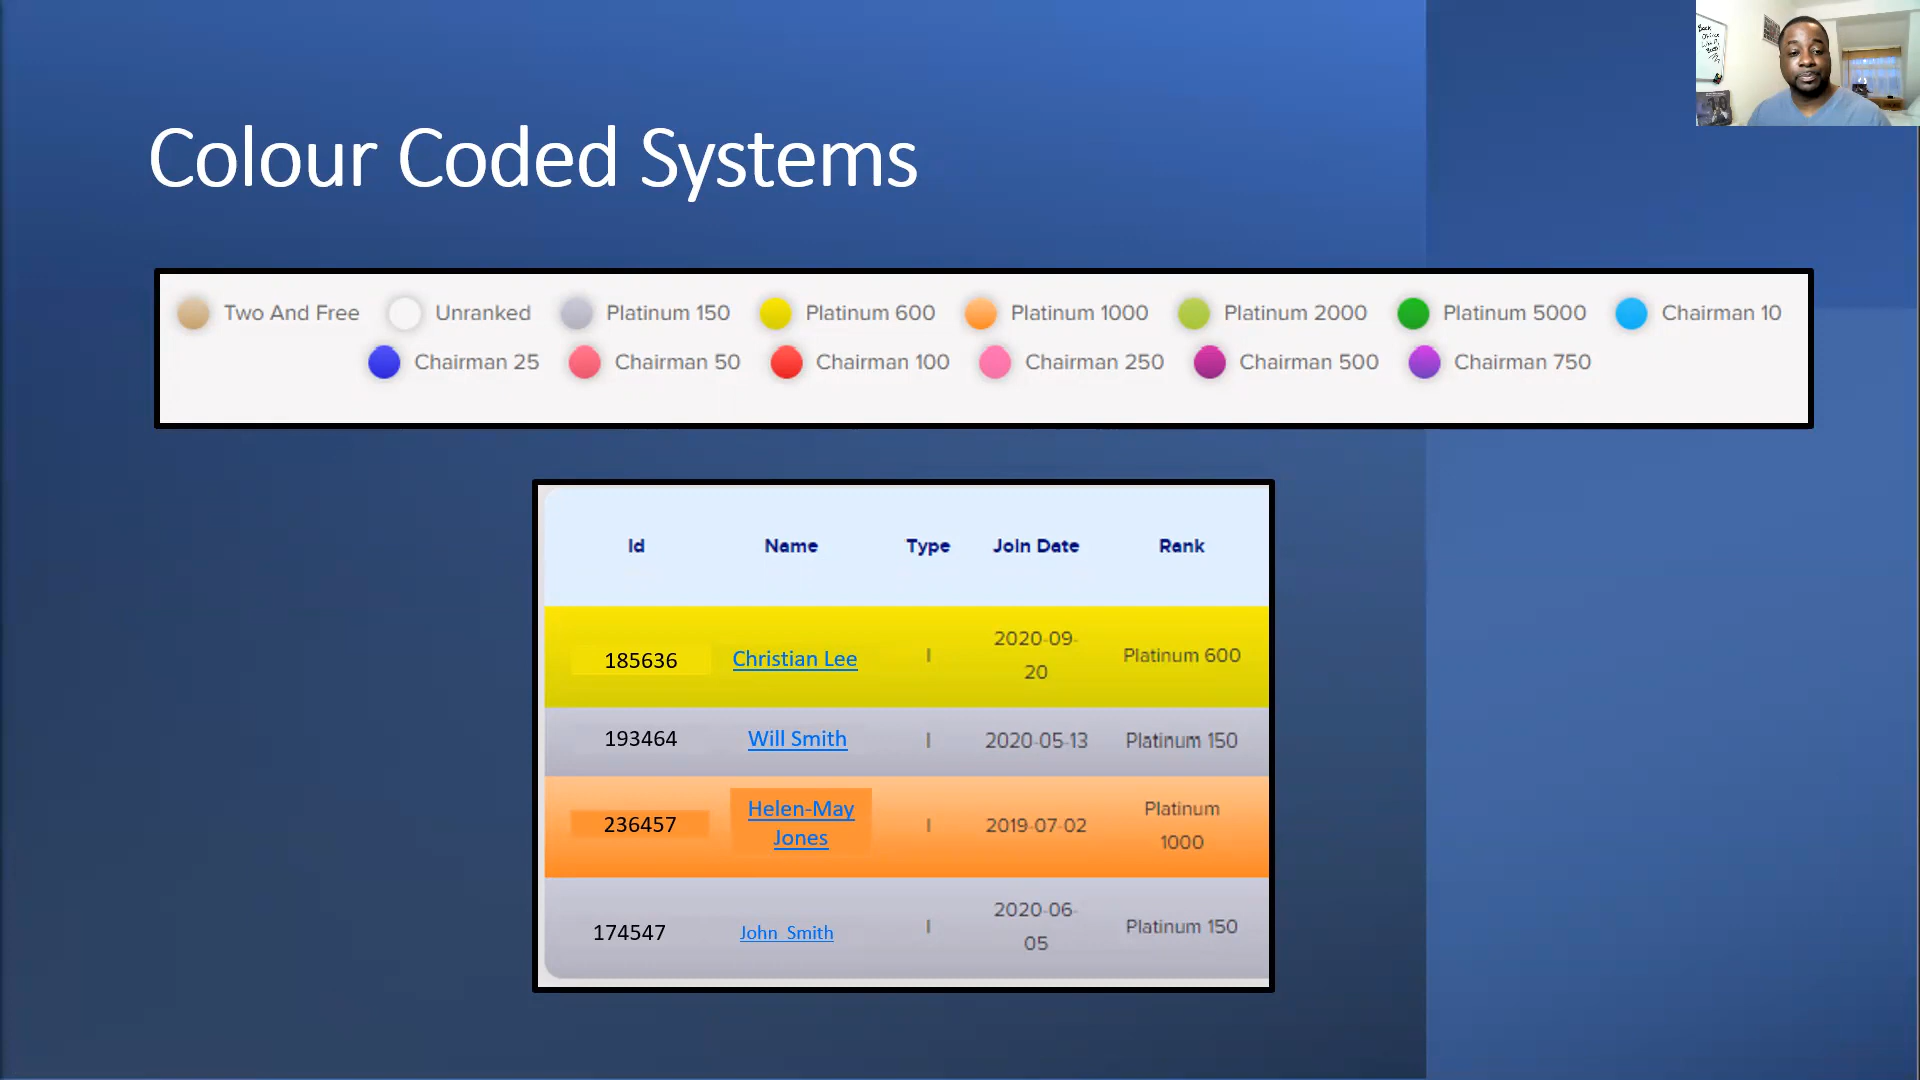 Colour Coded Systems
Two And Free Unranked Platinum 150 Platinum 600 Platinum 1000 Platinum 2000 Platinum 5000 Chairman 10
Chairman 25 Chairman 50 Chairman 100 Chairman 250 Chairman 500 Chairman 750
Id Name Type Join Date Rank
185636 Christian Lee I 2020-09-
20 Platinum 600
193464 Will Smith I 2020-05-13 Platinum 150
236457 Helen-May
Jones I 2019-07-02 Platinum
1000
174547 John Smith I 2020-06-
05 Platinum 150